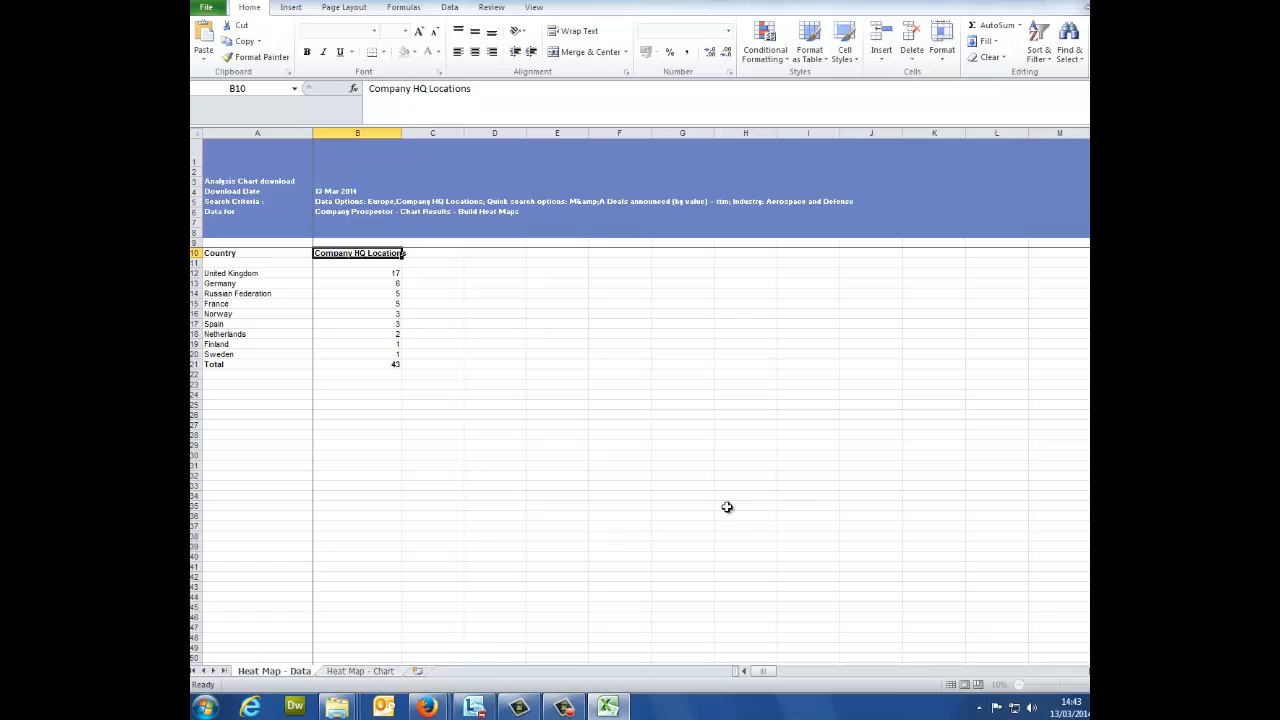 File Home Insert Page Layout Formulas Data Review View
Cut
Copy
Format Painter
Paste
Clipboard
Font
Wrap Text
Merge & Center
Alignment
Number
Conditional Formatting
Format as Table
Cell Styles
Styles
Insert Delete Format
Cells
AutoSum
Fill
Clear
Sort & Filter
Find & Select
Editing
B10 fx Company HQ Locations
A B C D E F G H I J K L M
Analysis Chart download
Download Date 13 Mar 2014
Search Criteria : Data Options: Europe,Company HQ Locations; Quick search options: M&amp;A Deals announced (by value) - ttm; Industry: Aerospace and Defense
Data for Company Prospector - Chart Results - Build Heat Maps
Country Company HQ Locations
United Kingdom 17
Germany 6
Russian Federation 5
France 5
Norway 3
Spain 3
Netherlands 2
Finland 1
Sweden 1
Total 43
Heat Map - Data Heat Map - Chart
Ready 10%
Dw
14:43
13/03/2014